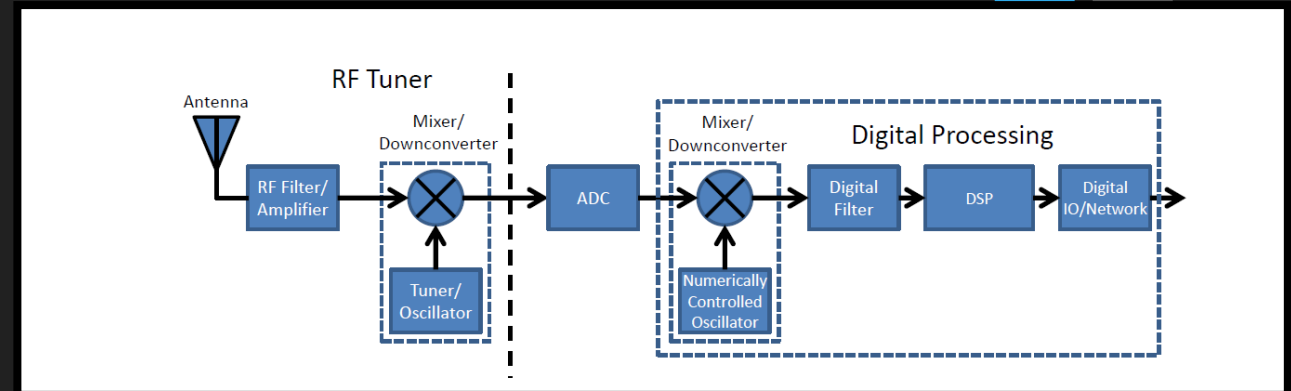 RF Tuner
Antenna
Mixer/
Downconverter
RF Filter/
Amplifier
Tuner/
Oscillator
ADC
Mixer/
Downconverter
Digital Processing
Numerically
Controlled
Oscillator
Digital
Filter
DSP
Digital
IO/Network